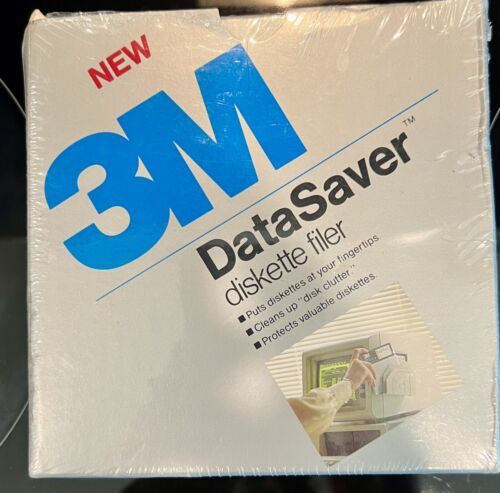 NEW
3M
DataSaver™
diskette filer
■ Puts diskettes at your fingertips
■ Cleans up "disk clutter"
■ Protects valuable diskettes.